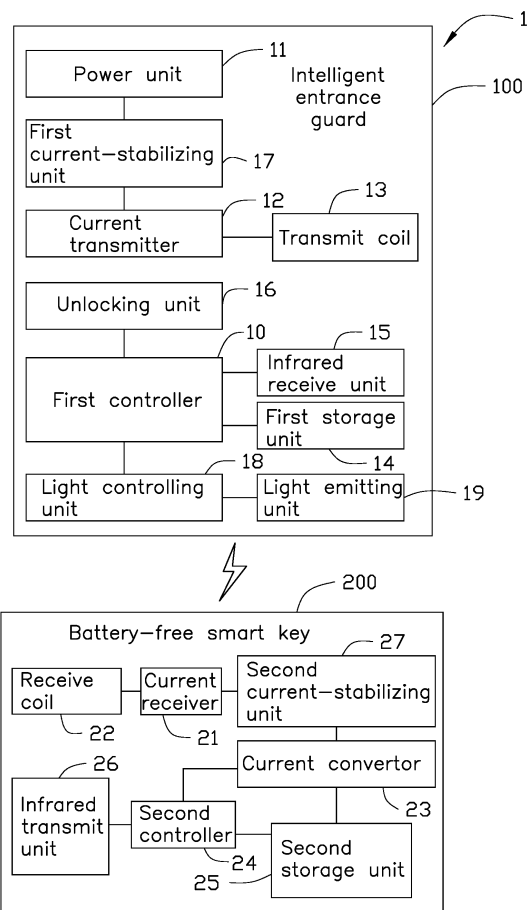 1
11
Power unit
Intelligent
entrance
guard
100
First
current-stabilizing
unit
17
12
13
Current
transmitter
Transmit coil
Unlocking unit
16
10
15
First controller
Infrared
receive unit
First storage
unit
14
18
Light controlling
unit
Light emitting
unit
19
200
Battery-free smart key
27
Receive
coil
22
Current
receiver
21
Second
current-stabilizing
unit
26
Current convertor
23
Infrared
transmit
unit
Second
controller
24
25
Second
storage unit